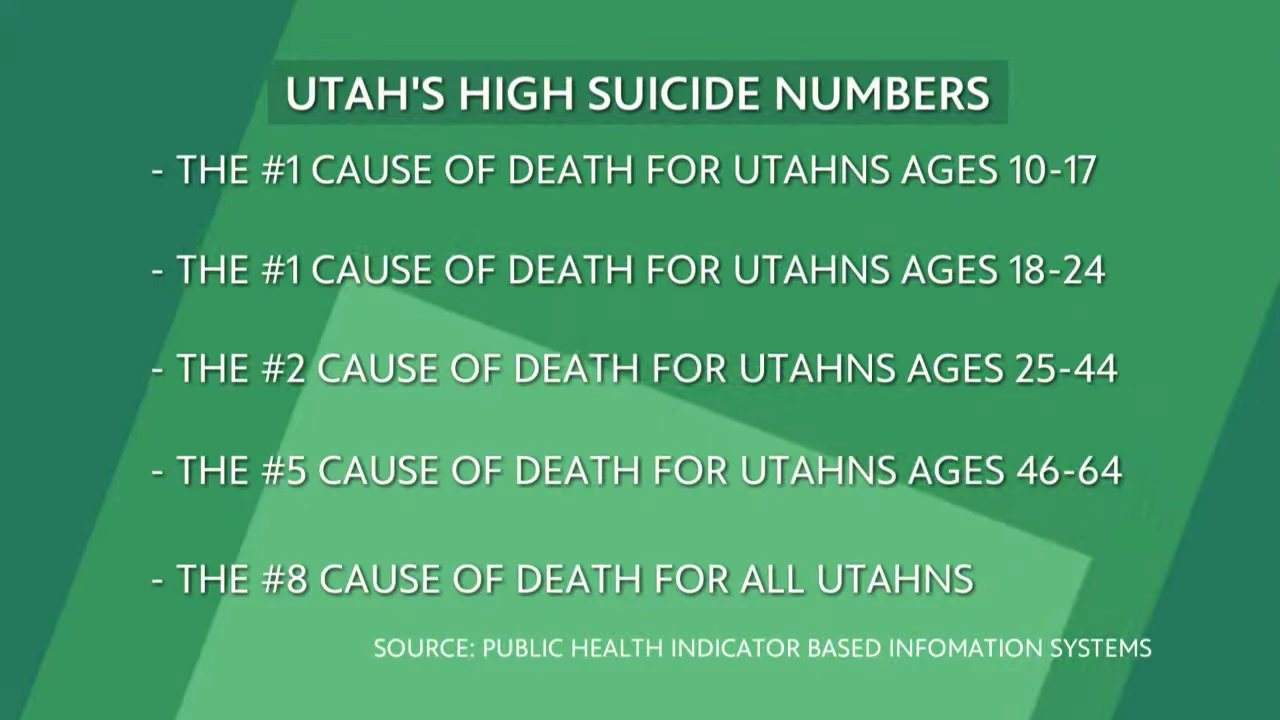 UTAH'S HIGH SUICIDE NUMBERS
- THE #1 CAUSE OF DEATH FOR UTAHNS AGES 10-17
- THE #1 CAUSE OF DEATH FOR UTAHNS AGES 18-24
- THE #2 CAUSE OF DEATH FOR UTAHNS AGES 25-44
- THE #5 CAUSE OF DEATH FOR UTAHNS AGES 46-64
- THE #8 CAUSE OF DEATH FOR ALL UTAHNS
SOURCE: PUBLIC HEALTH INDICATOR BASED INFOMATION SYSTEMS